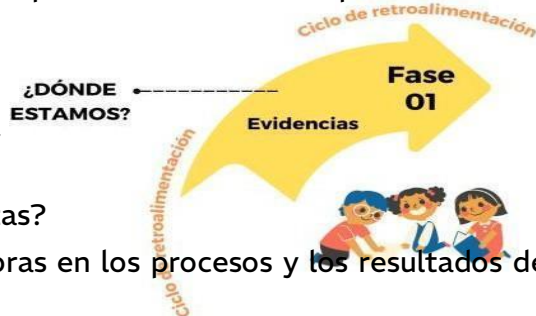 Ciclo de retroalimentación
¿DÓNDE
ESTAMOS?
Fase
01
Evidencias
Ciclo de retroalimentación
as?
oras en los procesos y los resultados de